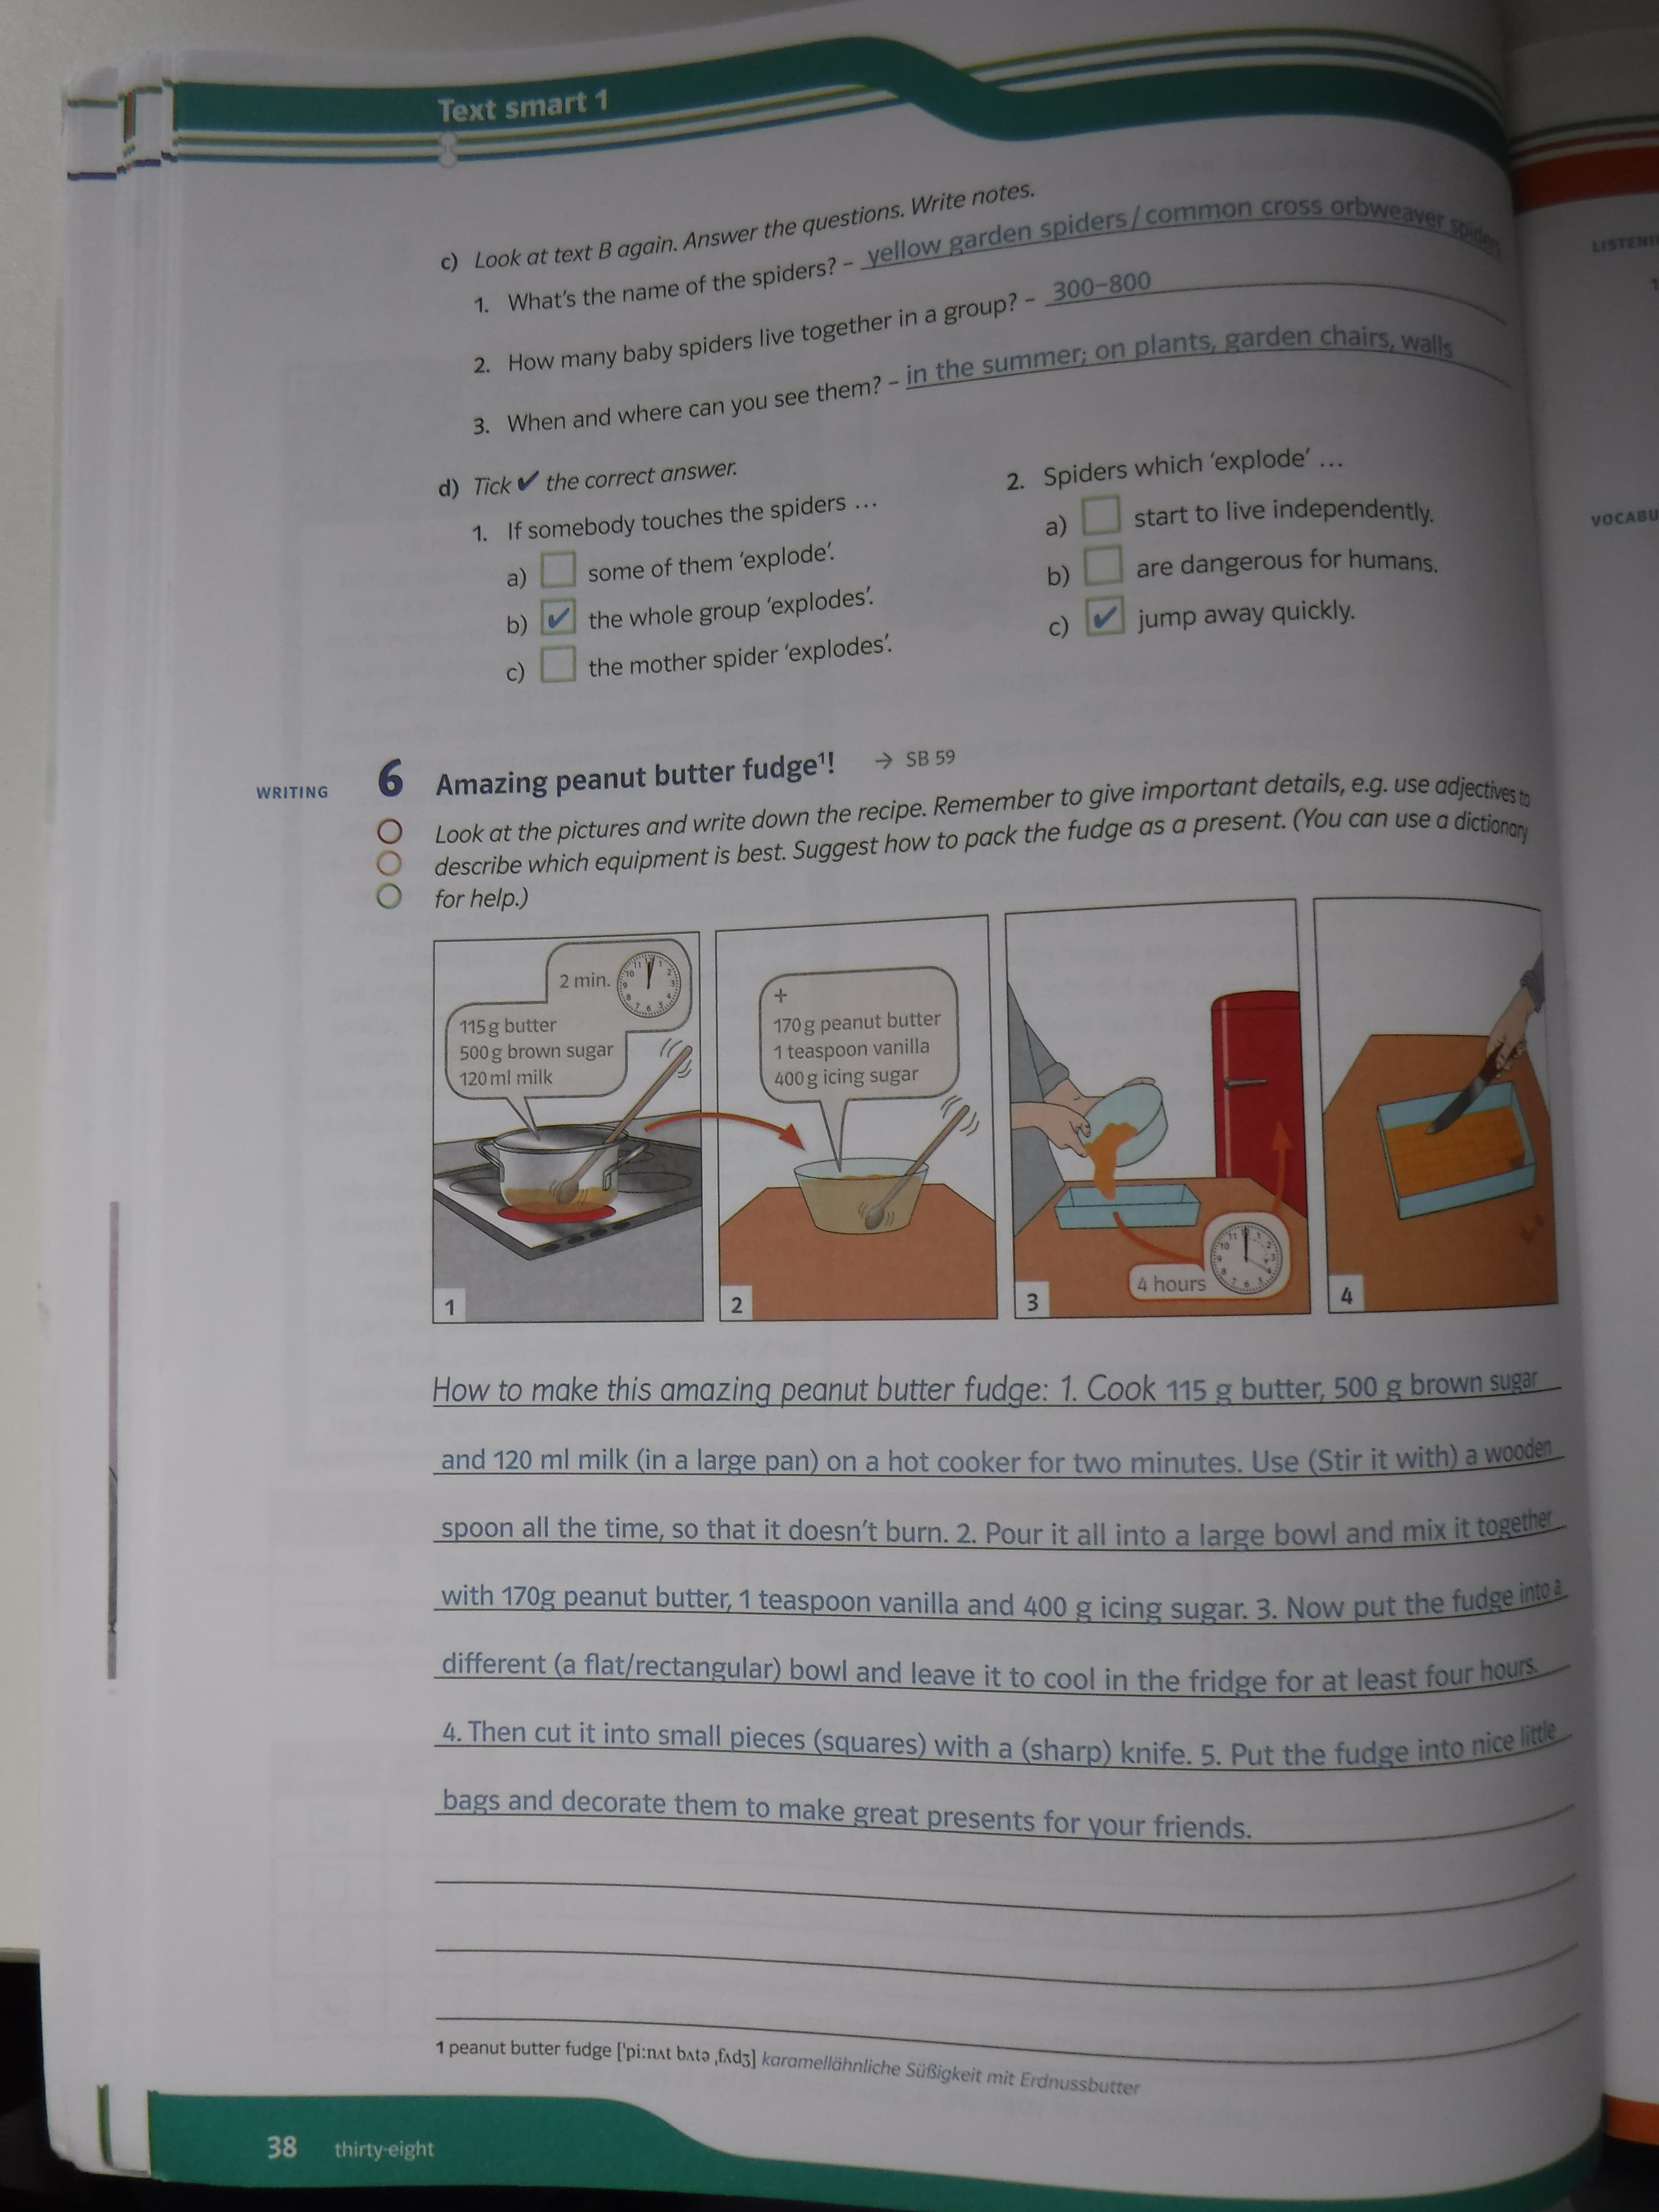 Text smart 1
c) Look at text B again. Answer the questions. Write notes.
1. What's the name of the spiders? – yellow garden spiders / common cross orbweaver spiders
2. How many baby spiders live together in a group? – 300–800
3. When and where can you see them? – in the summer; on plants, garden chairs, walls
d) Tick ✔ the correct answer.
1. If somebody touches the spiders …
a) some of them 'explode'.
b) ✔ the whole group 'explodes'.
c) the mother spider 'explodes'.
2. Spiders which 'explode' …
a) start to live independently.
b) are dangerous for humans.
c) ✔ jump away quickly.
WRITING
6 Amazing peanut butter fudge¹! → SB 59
Look at the pictures and write down the recipe. Remember to give important details, e.g. use adjectives to
describe which equipment is best. Suggest how to pack the fudge as a present. (You can use a dictionary
for help.)
2 min.
115 g butter
500 g brown sugar
120 ml milk
1
+
170 g peanut butter
1 teaspoon vanilla
400 g icing sugar
2
4 hours
3
4
How to make this amazing peanut butter fudge: 1. Cook 115 g butter, 500 g brown sugar
and 120 ml milk (in a large pan) on a hot cooker for two minutes. Use (Stir it with) a wooden
spoon all the time, so that it doesn't burn. 2. Pour it all into a large bowl and mix it together
with 170g peanut butter, 1 teaspoon vanilla and 400 g icing sugar. 3. Now put the fudge into a
different (a flat/rectangular) bowl and leave it to cool in the fridge for at least four hours.
4. Then cut it into small pieces (squares) with a (sharp) knife. 5. Put the fudge into nice little
bags and decorate them to make great presents for your friends.
1 peanut butter fudge [ˈpiːnʌt bʌtə ˌfʌdʒ] karamellähnliche Süßigkeit mit Erdnussbutter
38 thirty-eight